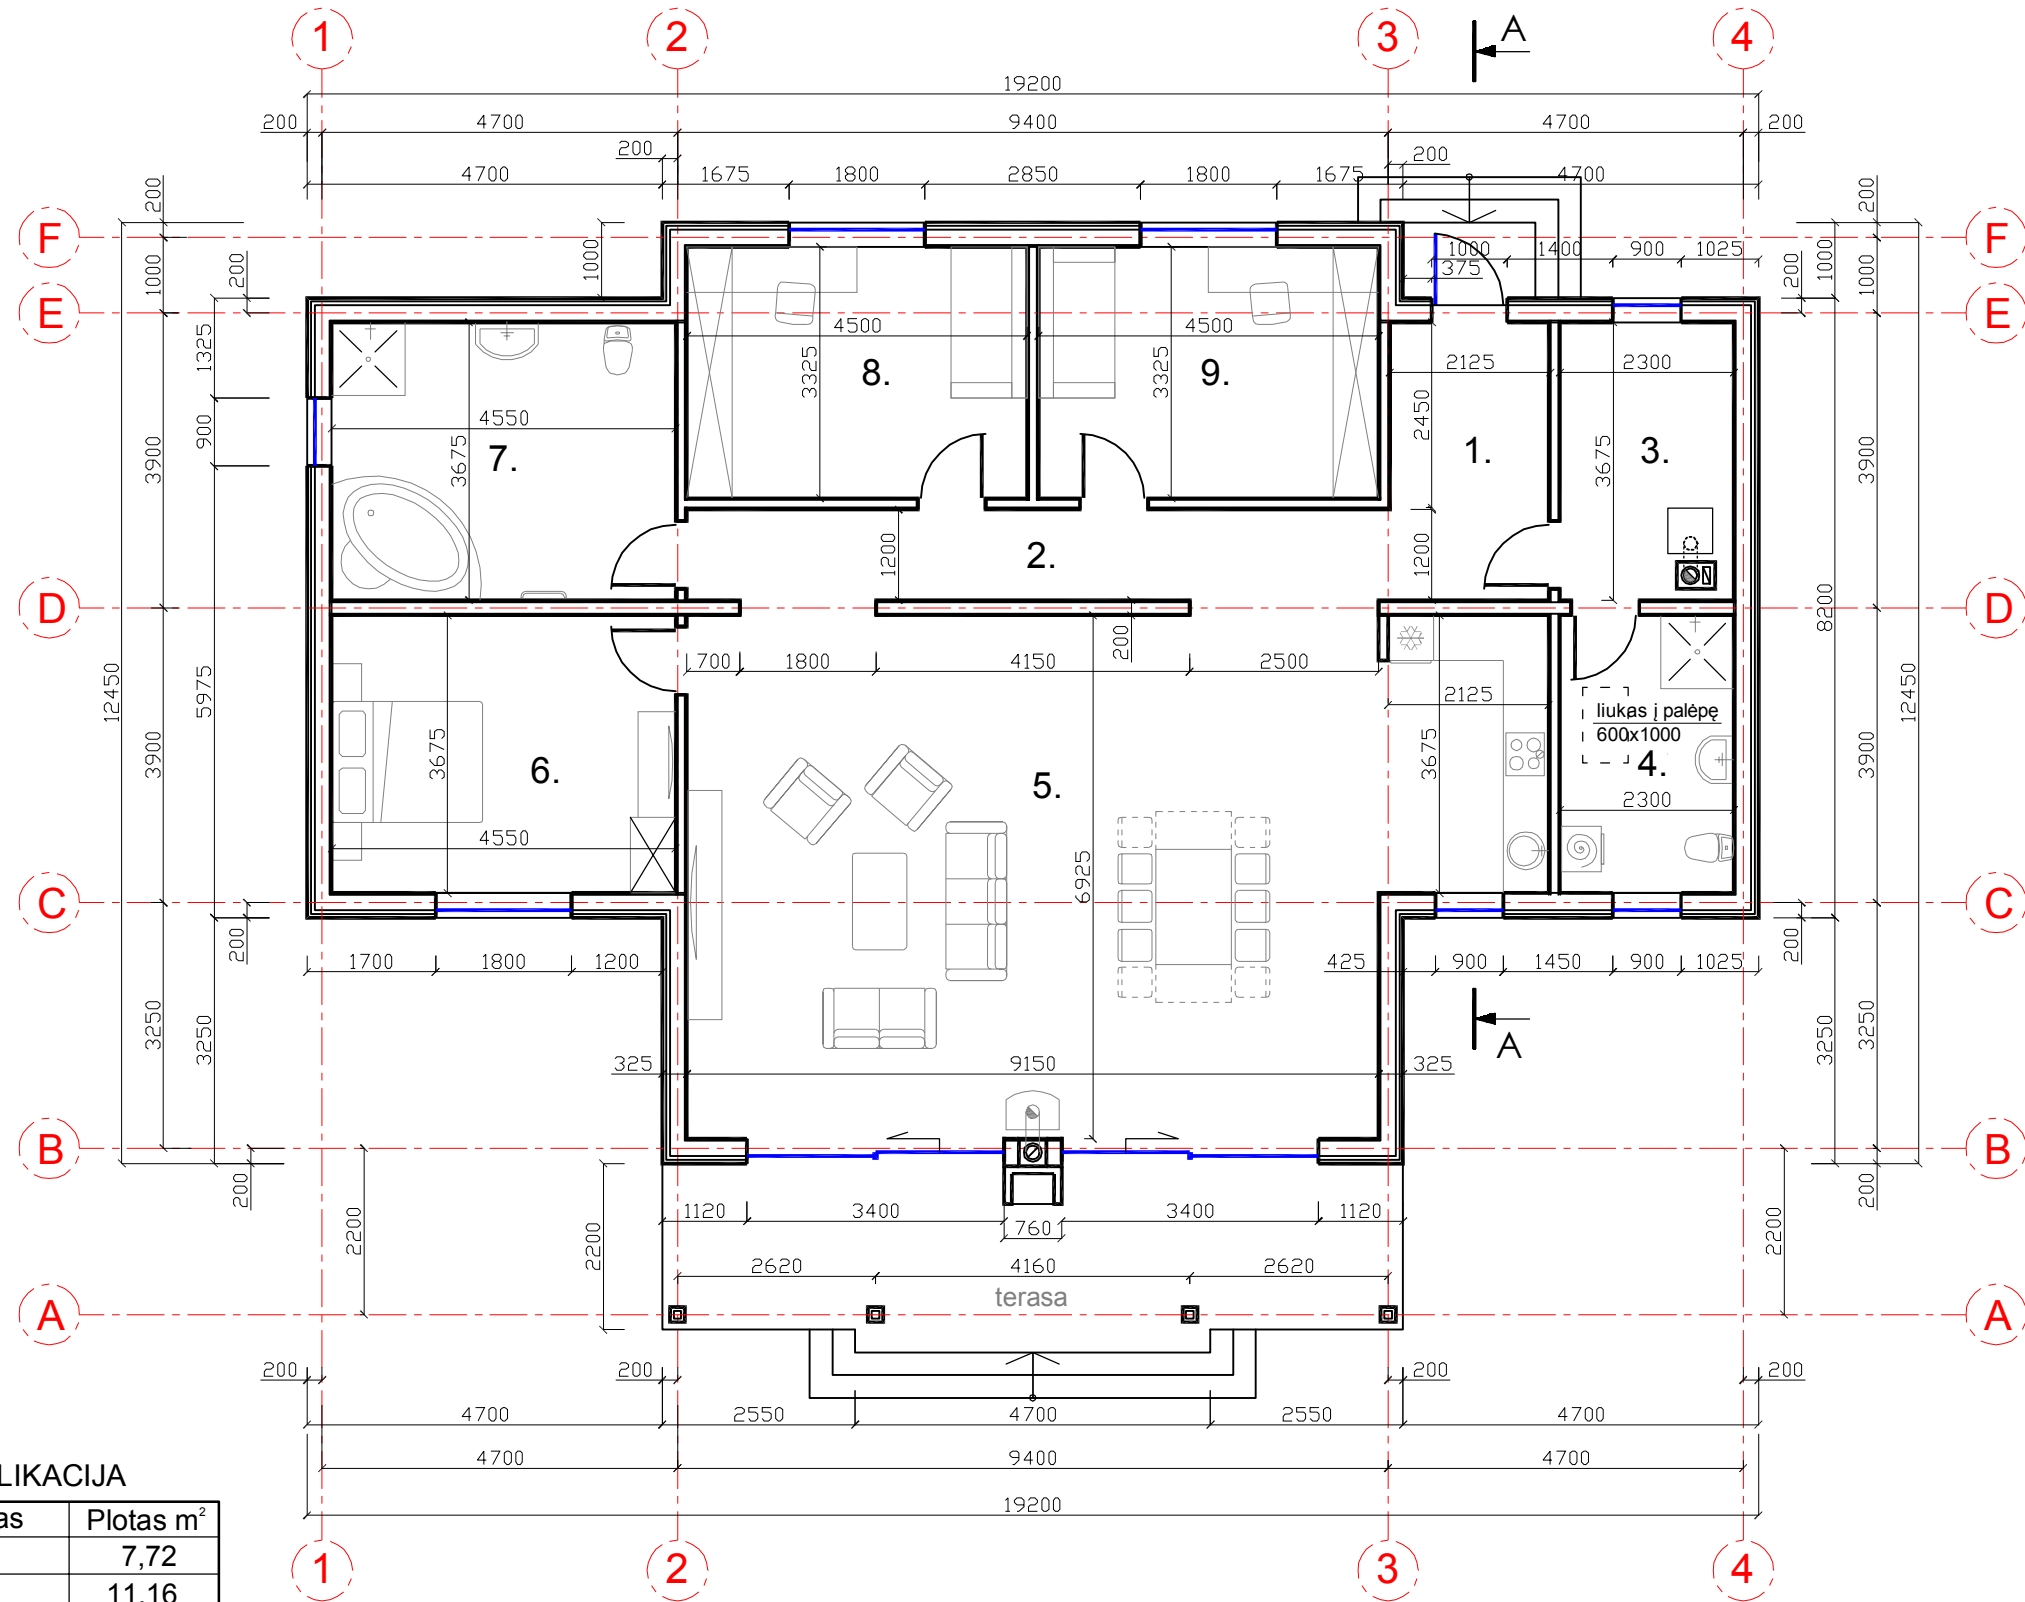 1 2 3 4
A
19200
200 4700 9400 4700 200
200 200
4700 1675 1800 2850 1800 1675 4700
200 200
F F
1000 200 1000 1000 1400 900 1025 200 1000 1000
375
E E
1325 4500 4500
3325 8. 3325 9. 2125 2300
4550 2450
900 3900 3675 7. 1. 3675 3. 3900
1200 2. 1200
D D
8200
200
12450 5975 700 1800 4150 2500 12450
2125 liukas į palėpę
600x1000
3900 3675 6. 5. 3675 4. 3900
2300
4550
6925
C C
200 200
1700 1800 1200 425 900 1450 900 1025
3250 3250 3250 3250
A
325 9150 325
B B
200 200
1120 3400 3400 1120
2200 2200 760 2200
2620 4160 2620
terasa
A A
200 200 200 200
4700 2550 4700 2550 4700
4700 9400 4700
19200
LIKACIJA
as Plotas m²
7,72
11,16
1 2 3 4